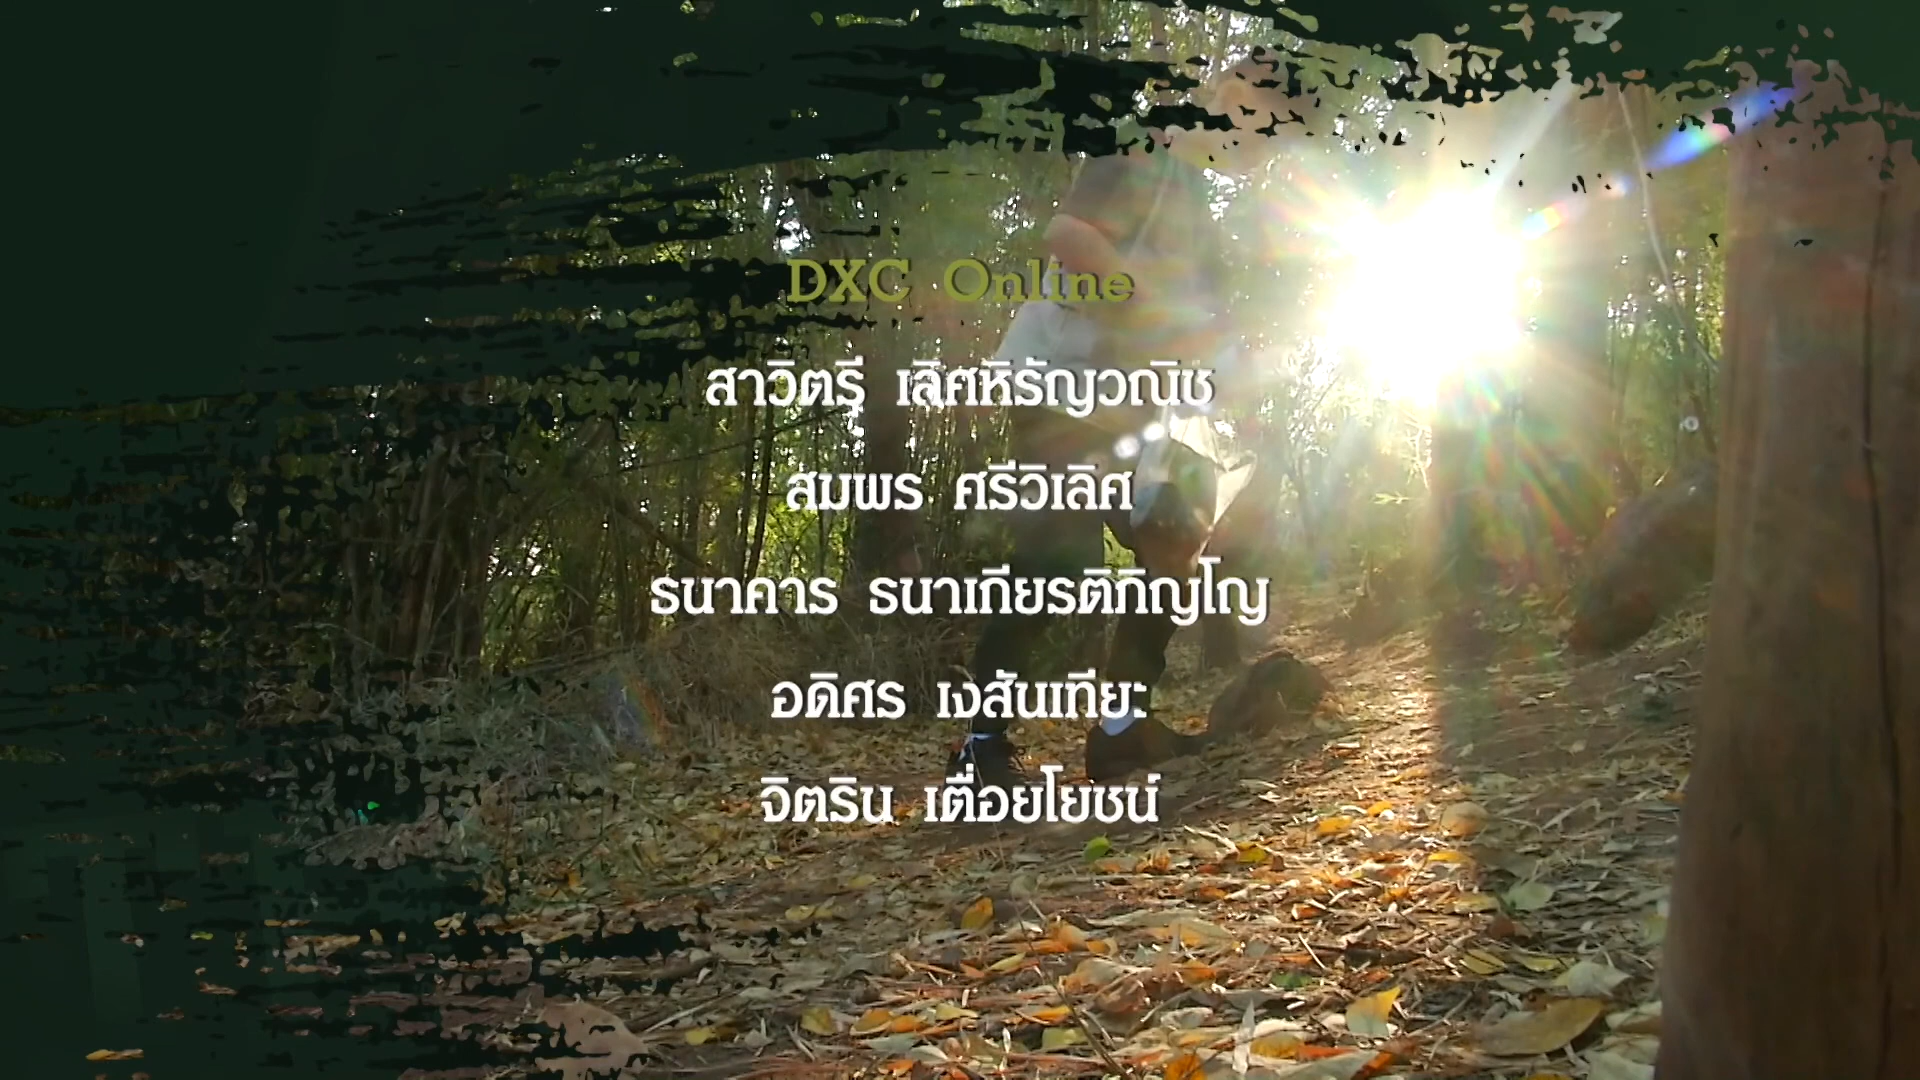 DXC Online
สาวิตรี เลิศหิรัญวณิช
สมพร ศรีวิเลิศ
ธนาคาร ธนาเกียรติภิญโญ
อดิศร เงสันเทียะ
จิตริน เตื่อยโยชน์